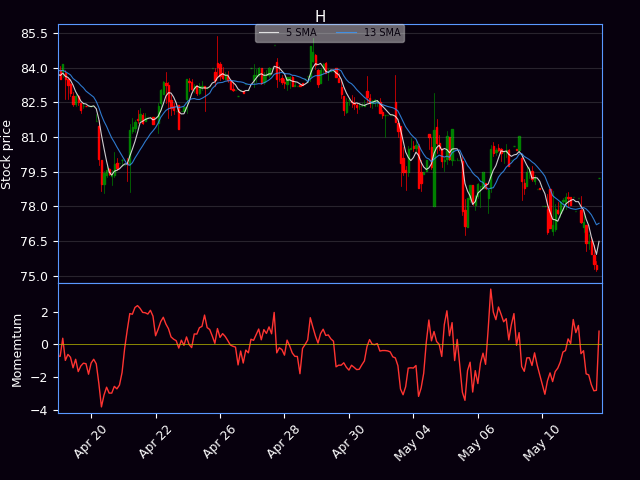 H
5 SMA
13 SMA
85.5
84.0
82.5
81.0
79.5
78.0
76.5
75.0
Stock price
2
0
−2
−4
Momemtum
Apr 20
Apr 22
Apr 26
Apr 28
Apr 30
May 04
May 06
May 10